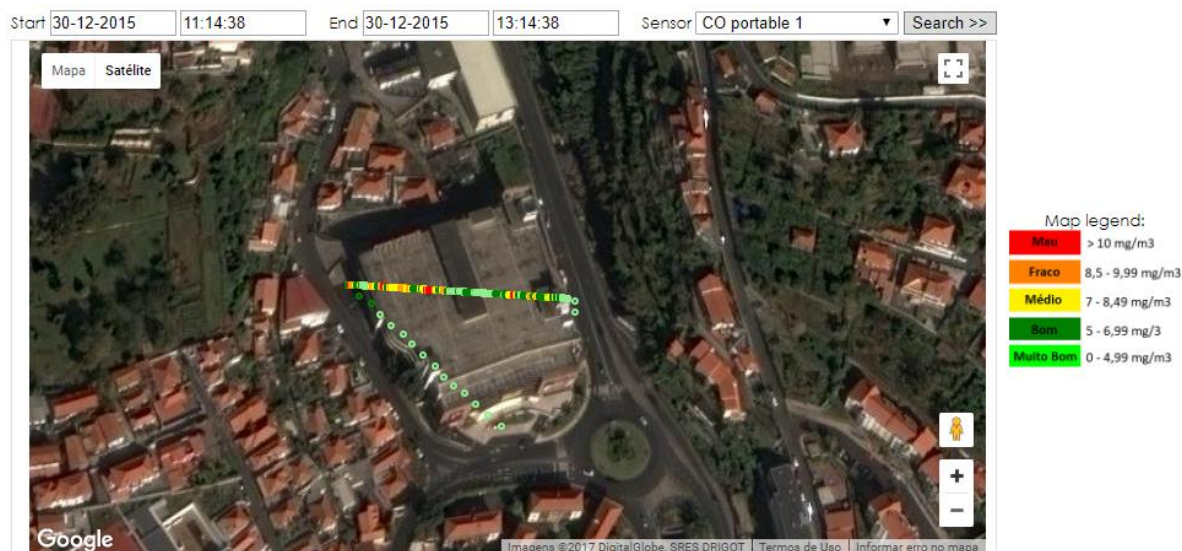 Start 30-12-2015 11:14:38 End 30-12-2015 13:14:38 Sensor CO portable 1 Search >>
Mapa Satélite
Map legend:
Mau > 10 mg/m3
Fraco 8,5 - 9,99 mg/m3
Médio 7 - 8,49 mg/m3
Bom 5 - 6,99 mg/3
Muito Bom 0 - 4,99 mg/m3
+
−
Google
Imagens ©2017 DigitalGlobe, SRES DRIGOT Termos de Uso Informar erro no mapa